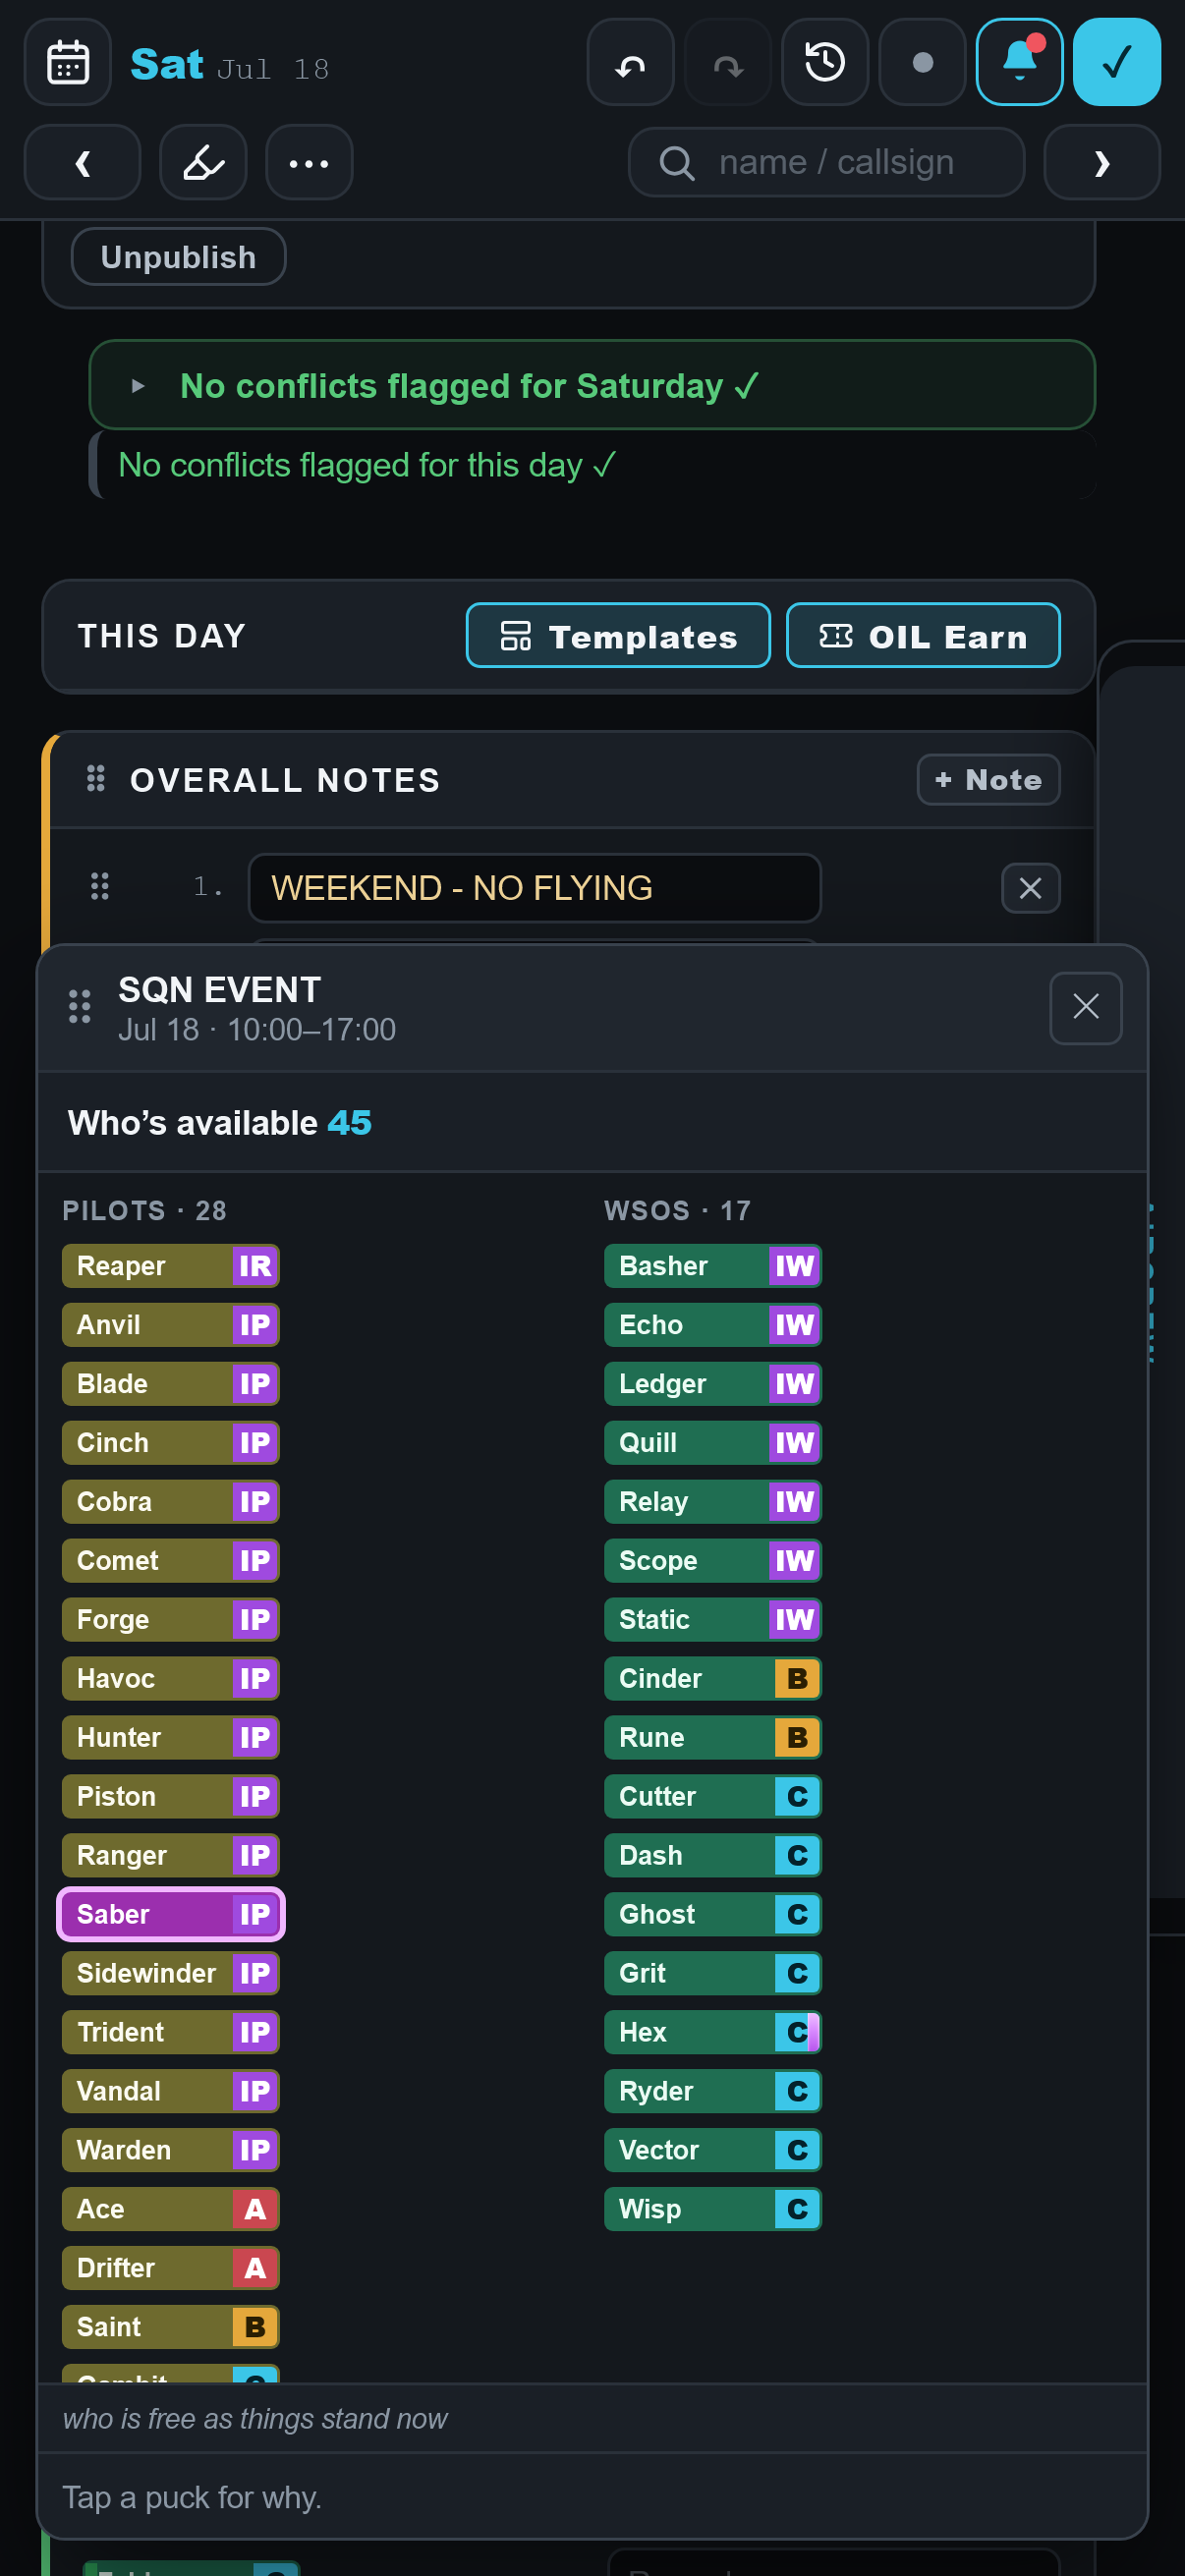 Sat Jul 18
name / callsign
Unpublish
No conflicts flagged for Saturday ✓
No conflicts flagged for this day ✓
THIS DAY
Templates
OIL Earn
OVERALL NOTES
+ Note
1.
WEEKEND - NO FLYING
SQN EVENT
Jul 18 · 10:00–17:00
Who's available 45
PILOTS · 28
Reaper IR
Anvil IP
Blade IP
Cinch IP
Cobra IP
Comet IP
Forge IP
Havoc IP
Hunter IP
Piston IP
Ranger IP
Saber IP
Sidewinder IP
Trident IP
Vandal IP
Warden IP
Ace A
Drifter A
Saint B
WSOS · 17
Basher IW
Echo IW
Ledger IW
Quill IW
Relay IW
Scope IW
Static IW
Cinder B
Rune B
Cutter C
Dash C
Ghost C
Grit C
Hex C
Ryder C
Vector C
Wisp C
who is free as things stand now
Tap a puck for why.